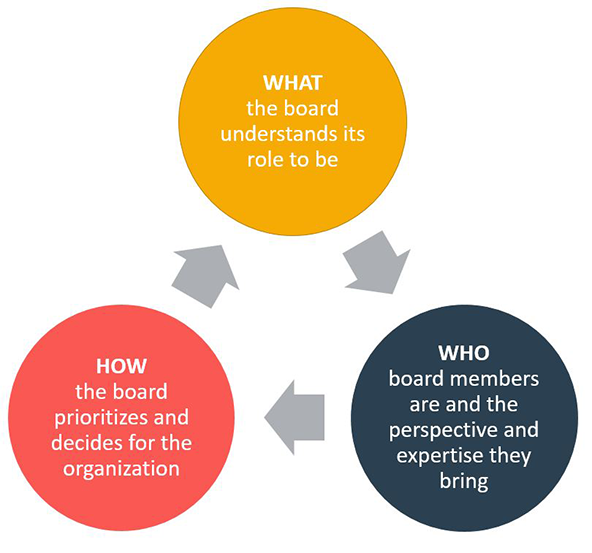 WHAT
the board
understands its
role to be
HOW
the board
prioritizes and
decides for the
organization
WHO
board members
are and the
perspective and
expertise they
bring